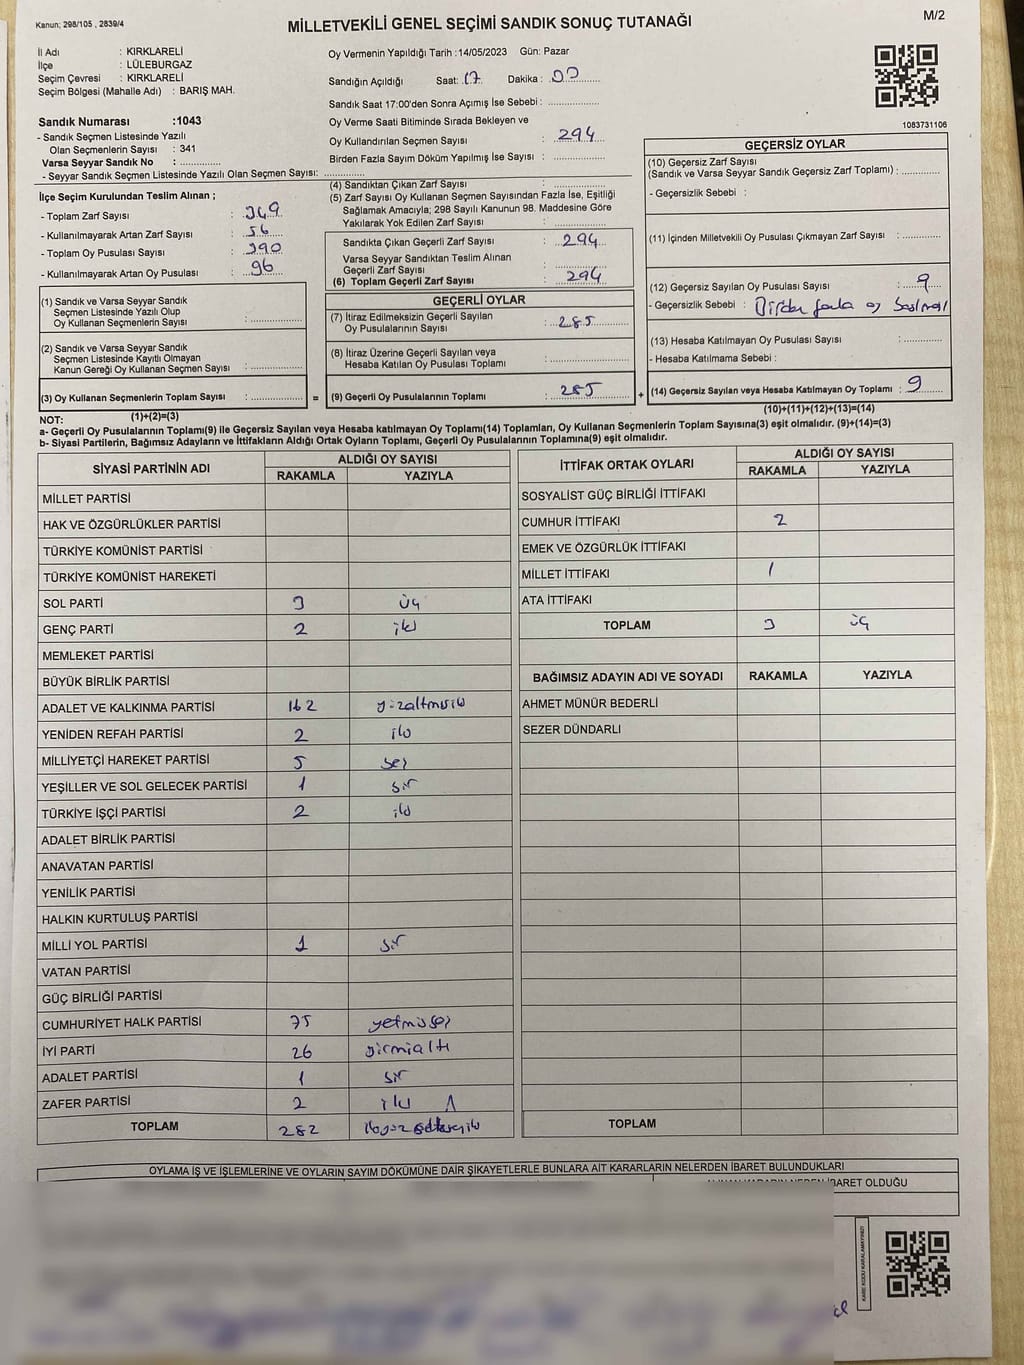 Kanun; 298/105 , 2839/4
MİLLETVEKİLİ GENEL SEÇİMİ SANDIK SONUÇ TUTANAĞI
M/2
İl Adı : KIRKLARELİ
İlçe : LÜLEBURGAZ
Seçim Çevresi : KIRKLARELİ
Seçim Bölgesi (Mahalle Adı) : BARIŞ MAH.
Oy Vermenin Yapıldığı Tarih :14/05/2023 Gün: Pazar
Sandığın Açıldığı Saat: 17 Dakika : 00
Sandık Saat 17:00'den Sonra Açımış İse Sebebi :
Sandık Numarası :1043
- Sandık Seçmen Listesinde Yazılı
Olan Seçmenlerin Sayısı : 341
Varsa Seyyar Sandık No :
- Seyyar Sandık Seçmen Listesinde Yazılı Olan Seçmen Sayısı:
Oy Verme Saati Bitiminde Sırada Bekleyen ve
Oy Kullandırılan Seçmen Sayısı : 294
Birden Fazla Sayım Döküm Yapılmış İse Sayısı :
1083731106
İlçe Seçim Kurulundan Teslim Alınan ;
- Toplam Zarf Sayısı : 349
- Kullanılmayarak Artan Zarf Sayısı : 56
- Toplam Oy Pusulası Sayısı : 390
- Kullanılmayarak Artan Oy Pusulası : 96
(4) Sandıktan Çıkan Zarf Sayısı :
(5) Zarf Sayısı Oy Kullanan Seçmen Sayısından Fazla İse, Eşitliği
Sağlamak Amacıyla; 298 Sayılı Kanunun 98. Maddesine Göre
Yakılarak Yok Edilen Zarf Sayısı :
Sandıkta Çıkan Geçerli Zarf Sayısı : 294
Varsa Seyyar Sandıktan Teslim Alınan
Geçerli Zarf Sayısı :
(6) Toplam Geçerli Zarf Sayısı : 294
GEÇERSİZ OYLAR
(10) Geçersiz Zarf Sayısı
(Sandık ve Varsa Seyyar Sandık Geçersiz Zarf Toplamı) :
- Geçersizlik Sebebi :
(11) İçinden Milletvekili Oy Pusulası Çıkmayan Zarf Sayısı :
(12) Geçersiz Sayılan Oy Pusulası Sayısı : 9
- Geçersizlik Sebebi : Birden fazla oy basılması
(13) Hesaba Katılmayan Oy Pusulası Sayısı :
- Hesaba Katılmama Sebebi :
(14) Geçersiz Sayılan veya Hesaba Katılmayan Oy Toplamı : 9
(1) Sandık ve Varsa Seyyar Sandık
Seçmen Listesinde Yazılı Olup
Oy Kullanan Seçmenlerin Sayısı :
(2) Sandık ve Varsa Seyyar Sandık
Seçmen Listesinde Kayıtlı Olmayan
Kanun Gereği Oy Kullanan Seçmen Sayısı :
(3) Oy Kullanan Seçmenlerin Toplam Sayısı : =
GEÇERLİ OYLAR
(7) İtiraz Edilmeksizin Geçerli Sayılan
Oy Pusulalarının Sayısı : 285
(8) İtiraz Üzerine Geçerli Sayılan veya
Hesaba Katılan Oy Pusulası Toplamı :
(9) Geçerli Oy Pusulalarının Toplamı : 285 +
(1)+(2)=(3)
(10)+(11)+(12)+(13)=(14)
NOT:
a- Geçerli Oy Pusulalarının Toplamı(9) ile Geçersiz Sayılan veya Hesaba katılmayan Oy Toplamı(14) Toplamları, Oy Kullanan Seçmenlerin Toplam Sayısına(3) eşit olmalıdır. (9)+(14)=(3)
b- Siyasi Partilerin, Bağımsız Adayların ve İttifakların Aldığı Ortak Oyların Toplamı, Geçerli Oy Pusulalarının Toplamına(9) eşit olmalıdır.
SİYASİ PARTİNİN ADI ALDIĞI OY SAYISI
RAKAMLA YAZIYLA
MİLLET PARTİSİ
HAK VE ÖZGÜRLÜKLER PARTİSİ
TÜRKİYE KOMÜNİST PARTİSİ
TÜRKİYE KOMÜNİST HAREKETİ
SOL PARTİ 3 üç
GENÇ PARTİ 2 iki
MEMLEKET PARTİSİ
BÜYÜK BİRLİK PARTİSİ
ADALET VE KALKINMA PARTİSİ 162 yüzaltmışiki
YENİDEN REFAH PARTİSİ 2 iki
MİLLİYETÇİ HAREKET PARTİSİ 5 beş
YEŞİLLER VE SOL GELECEK PARTİSİ 1 bir
TÜRKİYE İŞÇİ PARTİSİ 2 iki
ADALET BİRLİK PARTİSİ
ANAVATAN PARTİSİ
YENİLİK PARTİSİ
HALKIN KURTULUŞ PARTİSİ
MİLLİ YOL PARTİSİ 1 bir
VATAN PARTİSİ
GÜÇ BİRLİĞİ PARTİSİ
CUMHURİYET HALK PARTİSİ 75 yetmişbeş
İYİ PARTİ 26 yirmialtı
ADALET PARTİSİ 1 bir
ZAFER PARTİSİ 2 iki
TOPLAM 282 ikiyüzsekseniki
İTTİFAK ORTAK OYLARI ALDIĞI OY SAYISI
RAKAMLA YAZIYLA
SOSYALİST GÜÇ BİRLİĞİ İTTİFAKI
CUMHUR İTTİFAKI 2
EMEK VE ÖZGÜRLÜK İTTİFAKI
MİLLET İTTİFAKI 1
ATA İTTİFAKI
TOPLAM 3 üç
BAĞIMSIZ ADAYIN ADI VE SOYADI RAKAMLA YAZIYLA
AHMET MÜNÜR BEDERLİ
SEZER DÜNDARLI
TOPLAM
OYLAMA İŞ VE İŞLEMLERİNE VE OYLARIN SAYIM DÖKÜMÜNE DAİR ŞİKAYETLERLE BUNLARA AİT KARARLARIN NELERDEN İBARET BULUNDUKLARI
İBARET OLDUĞU
KARE KODU KARALAMAYINIZ!